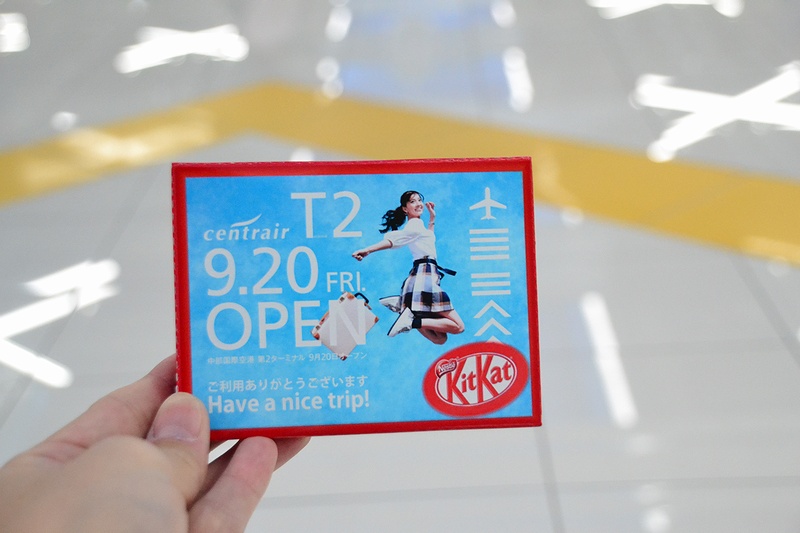 centrair T2
9.20 FRI.
OPEN
中部国際空港 第2ターミナル 9月20日オープン
ご利用ありがとうございます
Have a nice trip!
Nestlé
KitKat